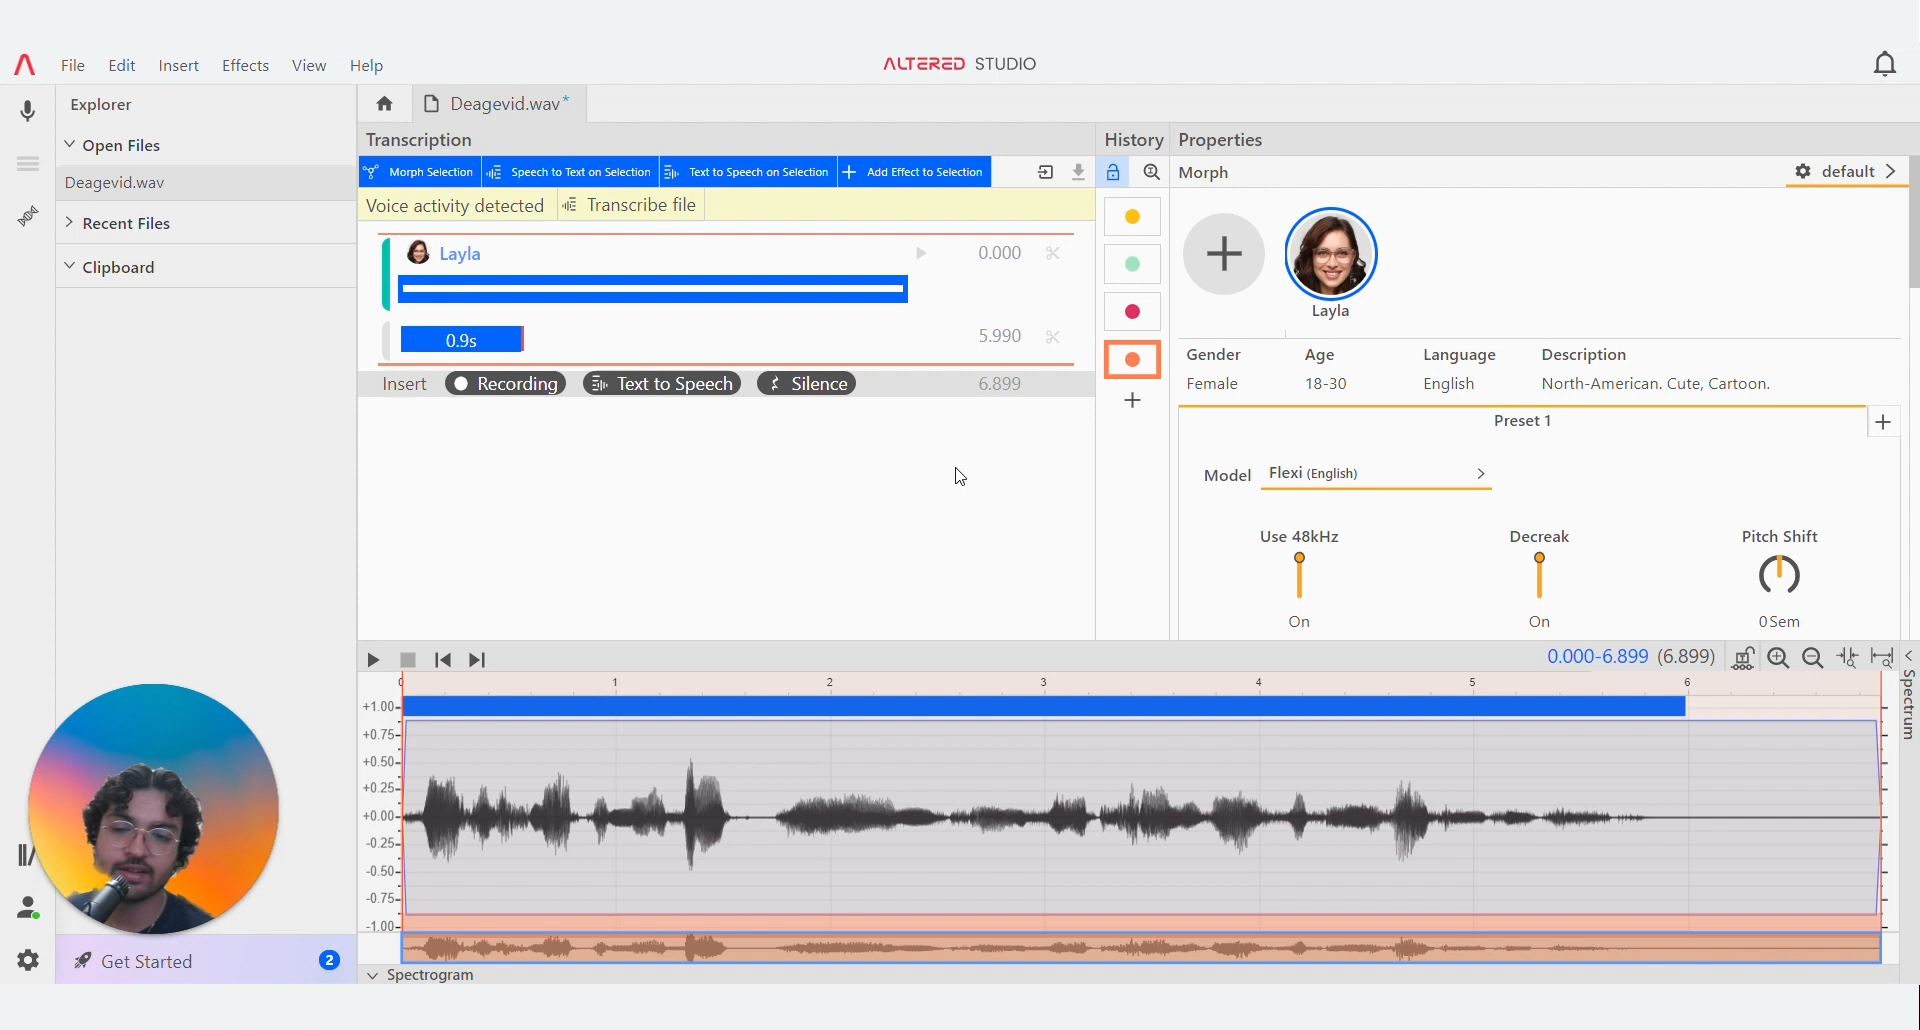 File Edit Insert Effects View Help
ALTERED STUDIO
Explorer
Open Files
Deagevid.wav
Recent Files
Clipboard
Get Started
2
Deagevid.wav*
Transcription
Morph Selection Speech to Text on Selection Text to Speech on Selection Add Effect to Selection
Voice activity detected Transcribe file
Layla 0.000
0.9s 5.990
Insert Recording Text to Speech Silence 6.899
History
Properties
Morph default
Layla
Gender Age Language Description
Female 18-30 English North-American. Cute, Cartoon.
Preset 1
Model Flexi (English)
Use 48kHz Decreak Pitch Shift
On On 0 Sem
0.000-6.899 (6.899)
0 1 2 3 4 5 6
+1.00
+0.75
+0.50
+0.25
+0.00
-0.25
-0.50
-0.75
-1.00
Spectrum
Spectrogram